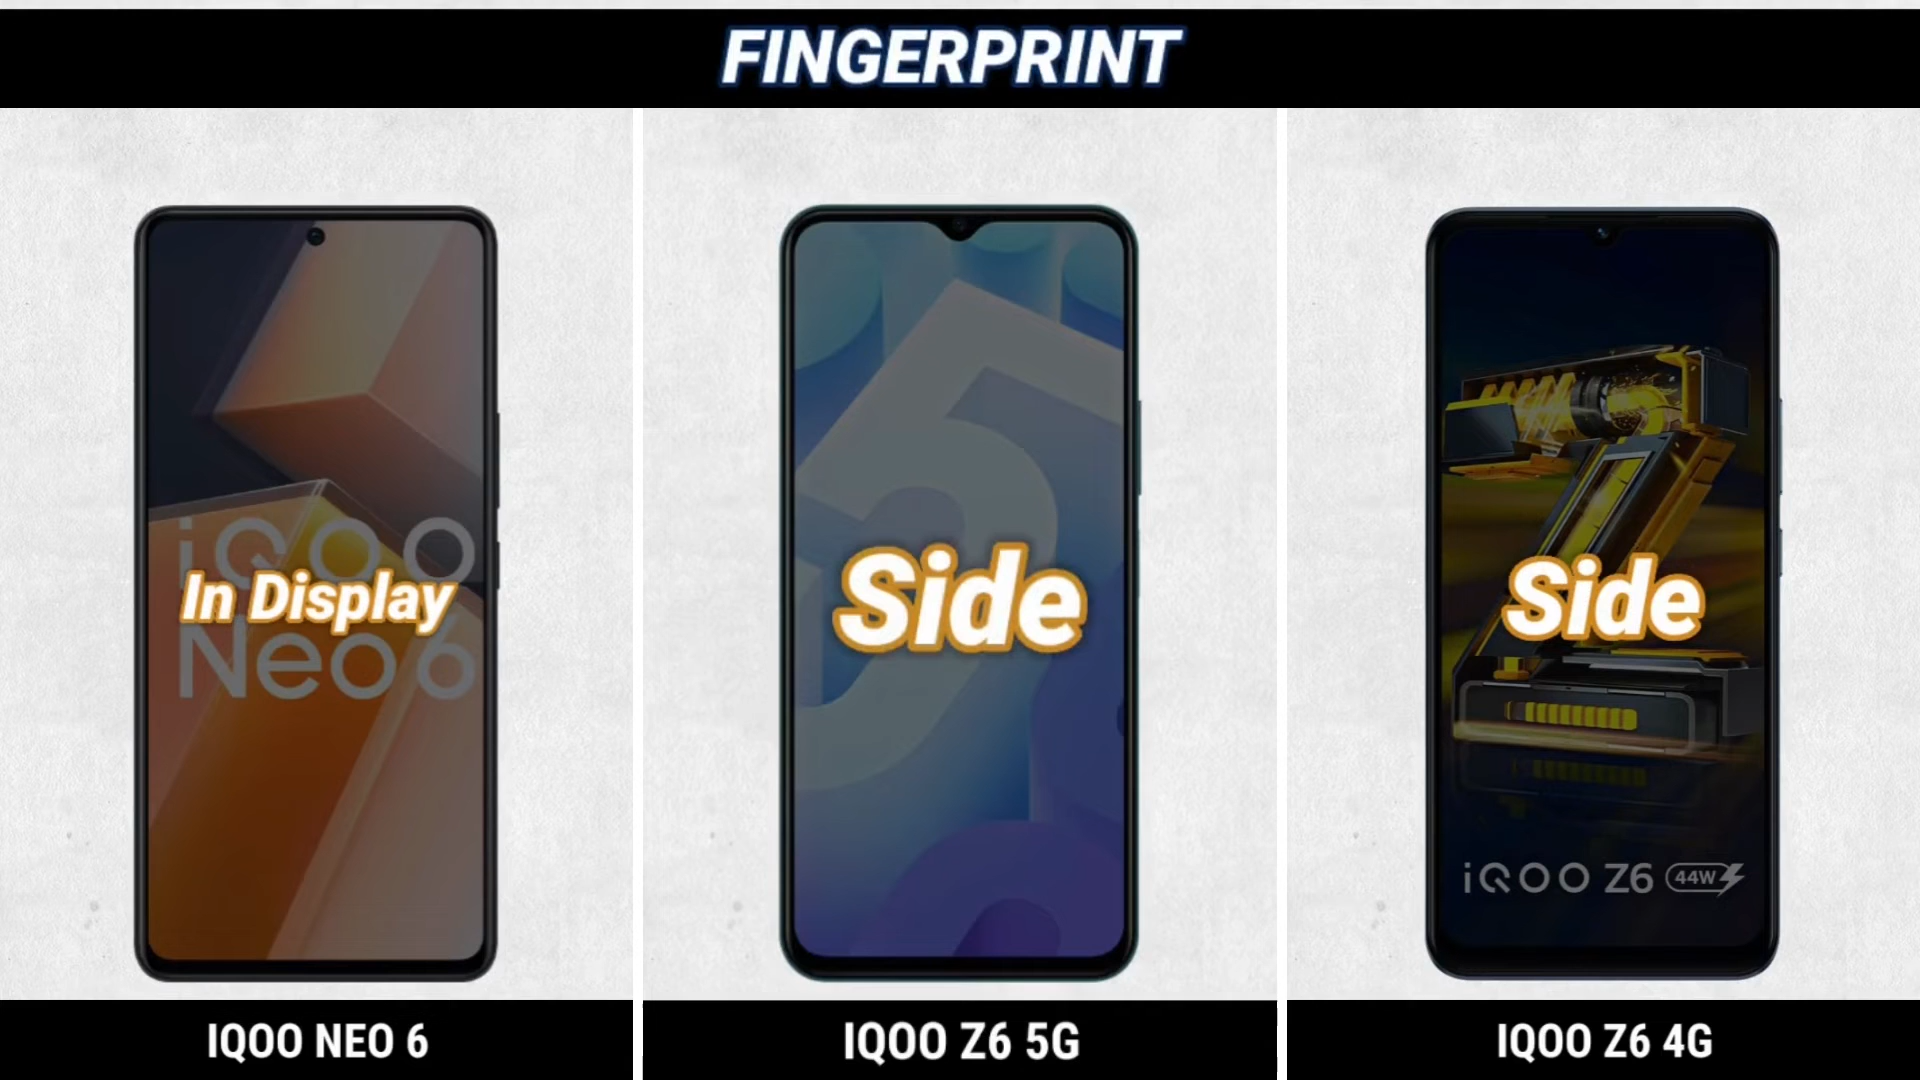 FINGERPRINT
iQOO
In Display
Neo 6
Side
Side
iQOO Z6 44W
IQOO NEO 6
IQOO Z6 5G
IQOO Z6 4G